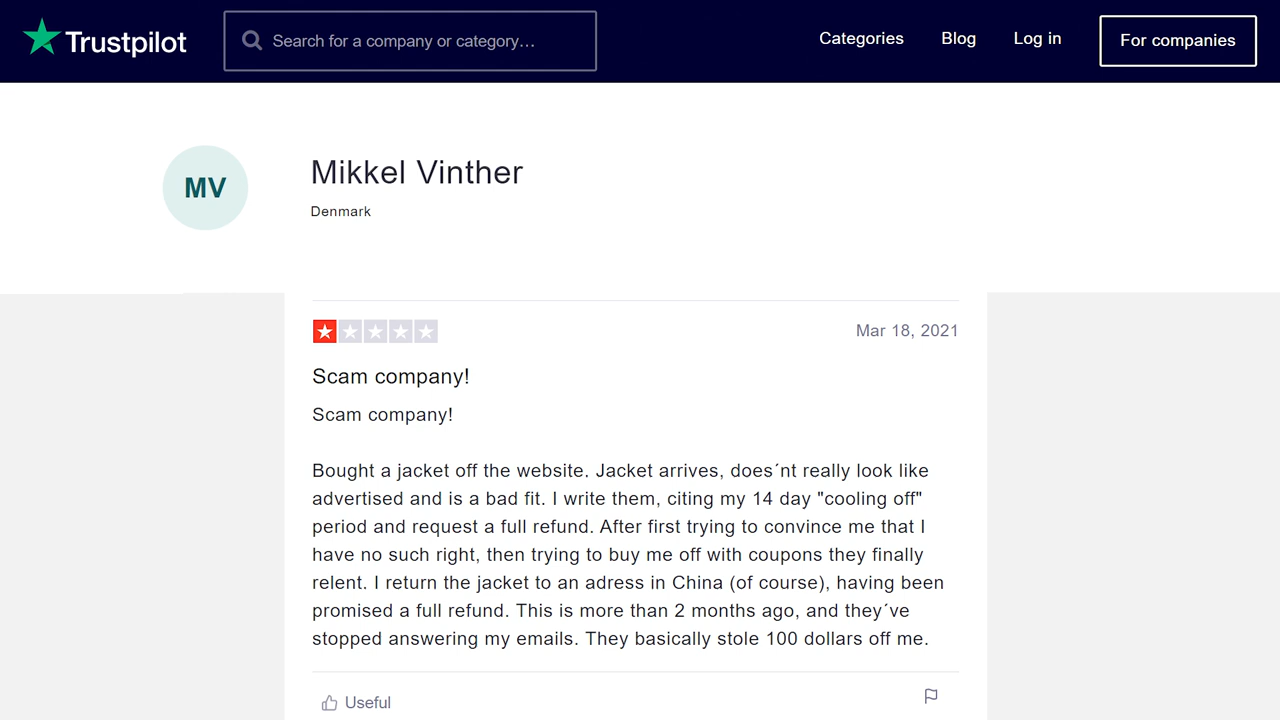 Trustpilot
Search for a company or category…
Categories
Blog
Log in
For companies
MV
Mikkel Vinther
Denmark
Mar 18, 2021
Scam company!
Scam company!
Bought a jacket off the website. Jacket arrives, does´nt really look like
advertised and is a bad fit. I write them, citing my 14 day "cooling off"
period and request a full refund. After first trying to convince me that I
have no such right, then trying to buy me off with coupons they finally
relent. I return the jacket to an adress in China (of course), having been
promised a full refund. This is more than 2 months ago, and they´ve
stopped answering my emails. They basically stole 100 dollars off me.
Useful